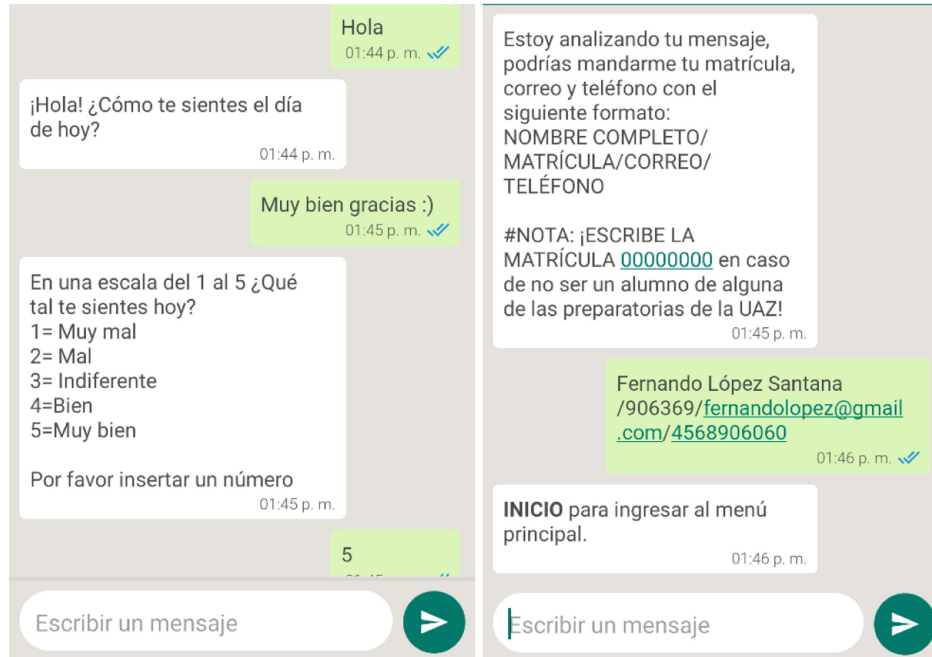 Hola
01:44 p. m.
¡Hola! ¿Cómo te sientes el día
de hoy?
01:44 p. m.
Muy bien gracias :)
01:45 p. m.
En una escala del 1 al 5 ¿Qué
tal te sientes hoy?
1= Muy mal
2= Mal
3= Indiferente
4=Bien
5=Muy bien
Por favor insertar un número
01:45 p. m.
5
Escribir un mensaje
Estoy analizando tu mensaje,
podrías mandarme tu matrícula,
correo y teléfono con el
siguiente formato:
NOMBRE COMPLETO/
MATRÍCULA/CORREO/
TELÉFONO
#NOTA: ¡ESCRIBE LA
MATRÍCULA 00000000 en caso
de no ser un alumno de alguna
de las preparatorias de la UAZ!
01:45 p. m.
Fernando López Santana
/906369/fernandolopez@gmail
.com/4568906060
01:46 p. m.
INICIO para ingresar al menú
principal.
01:46 p. m.
Escribir un mensaje